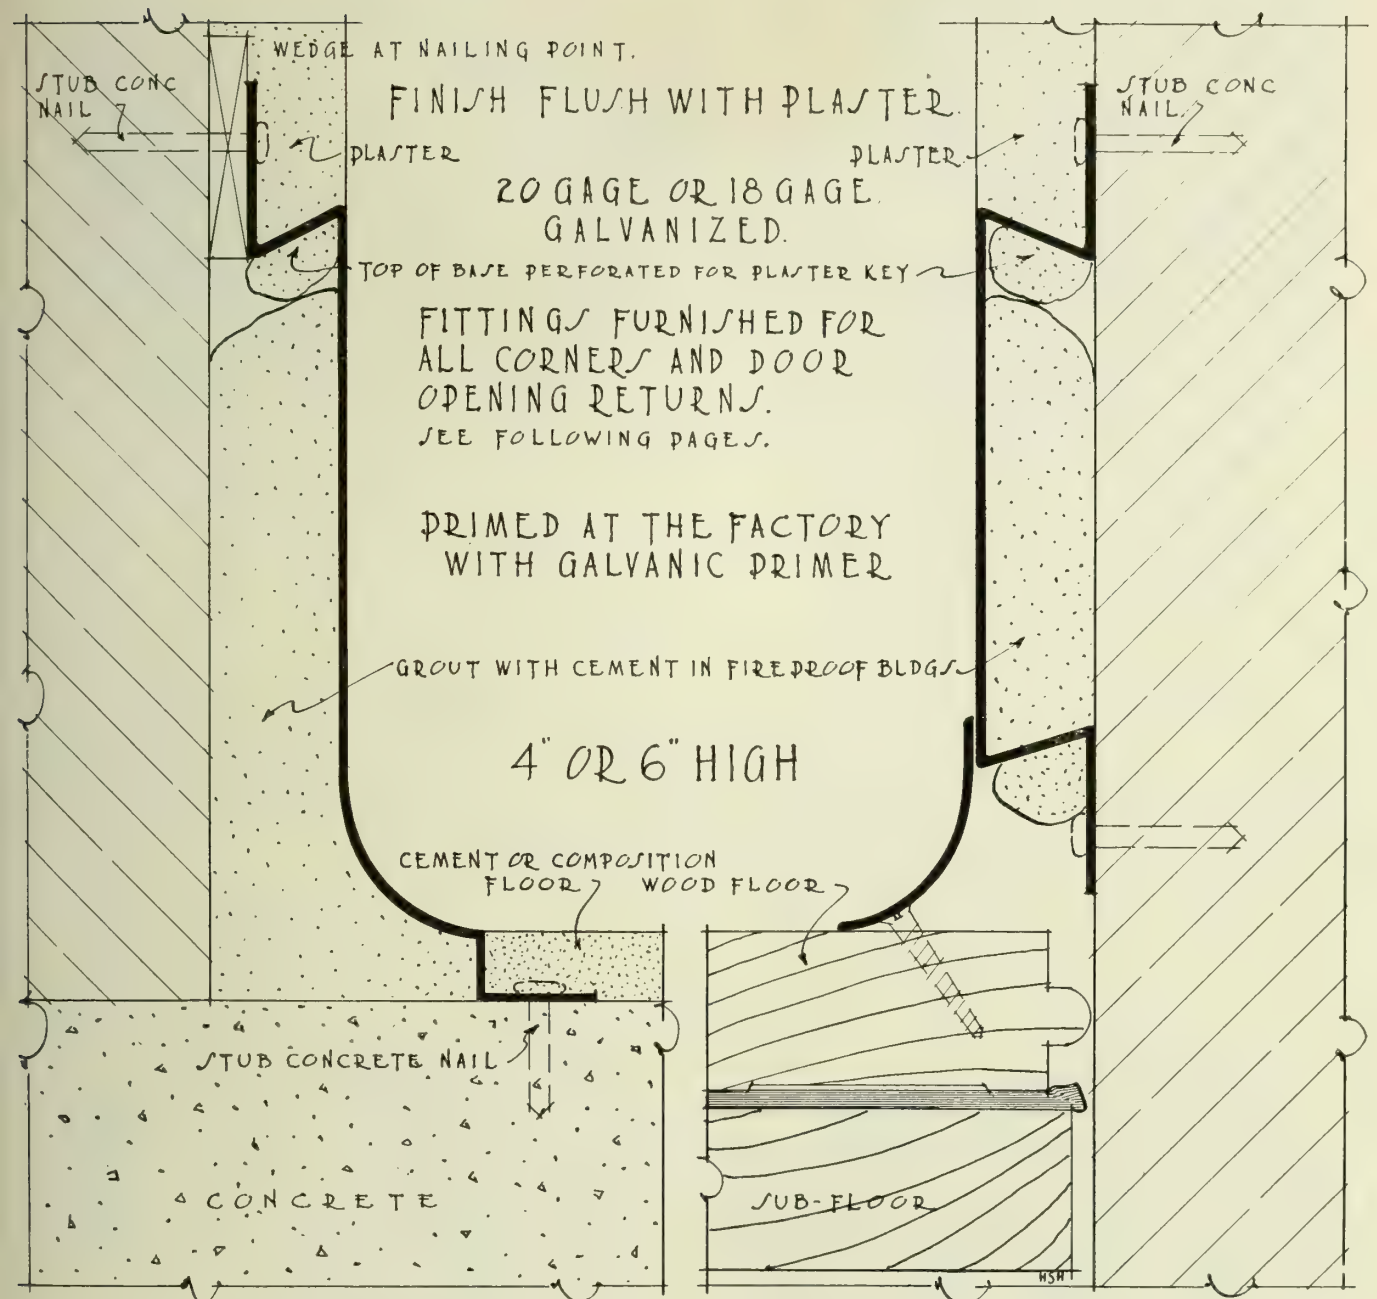 WEDGE AT NAILING POINT.
STUB CONC
NAIL
FINISH FLUSH WITH PLASTER
STUB CONC
NAIL.
PLASTER
PLASTER
20 GAGE OR 18 GAGE.
GALVANIZED.
TOP OF BASE PERFORATED FOR PLASTER KEY
FITTINGS FURNISHED FOR
ALL CORNERS AND DOOR
OPENING RETURNS.
SEE FOLLOWING PAGES.
PRIMED AT THE FACTORY
WITH GALVANIC PRIMER
GROUT WITH CEMENT IN FIREPROOF BLDGS
4" OR 6" HIGH
CEMENT OR COMPOSITION
FLOOR
WOOD FLOOR
STUB CONCRETE NAIL
CONCRETE
SUB-FLOOR
HSH